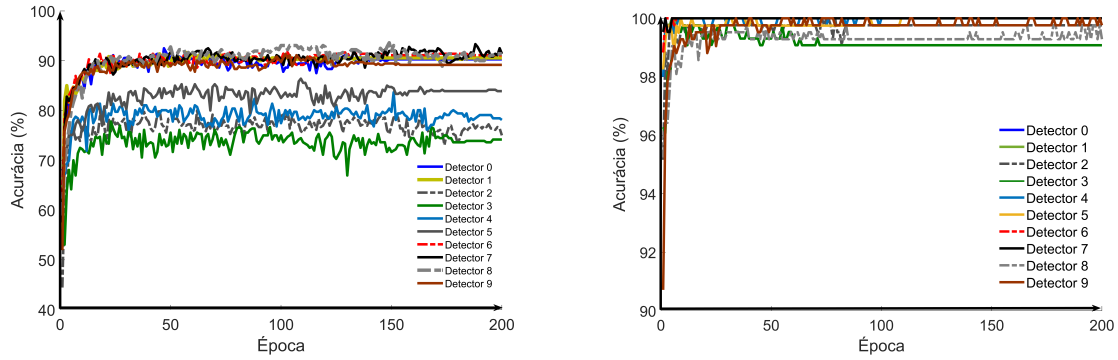 100
90
80
70
60
50
40
Acurácia (%)
0
50
100
150
200
Época
Detector 0
Detector 1
Detector 2
Detector 3
Detector 4
Detector 5
Detector 6
Detector 7
Detector 8
Detector 9
100
98
96
94
92
90
Acurácia (%)
0
50
100
150
200
Época
Detector 0
Detector 1
Detector 2
Detector 3
Detector 4
Detector 5
Detector 6
Detector 7
Detector 8
Detector 9